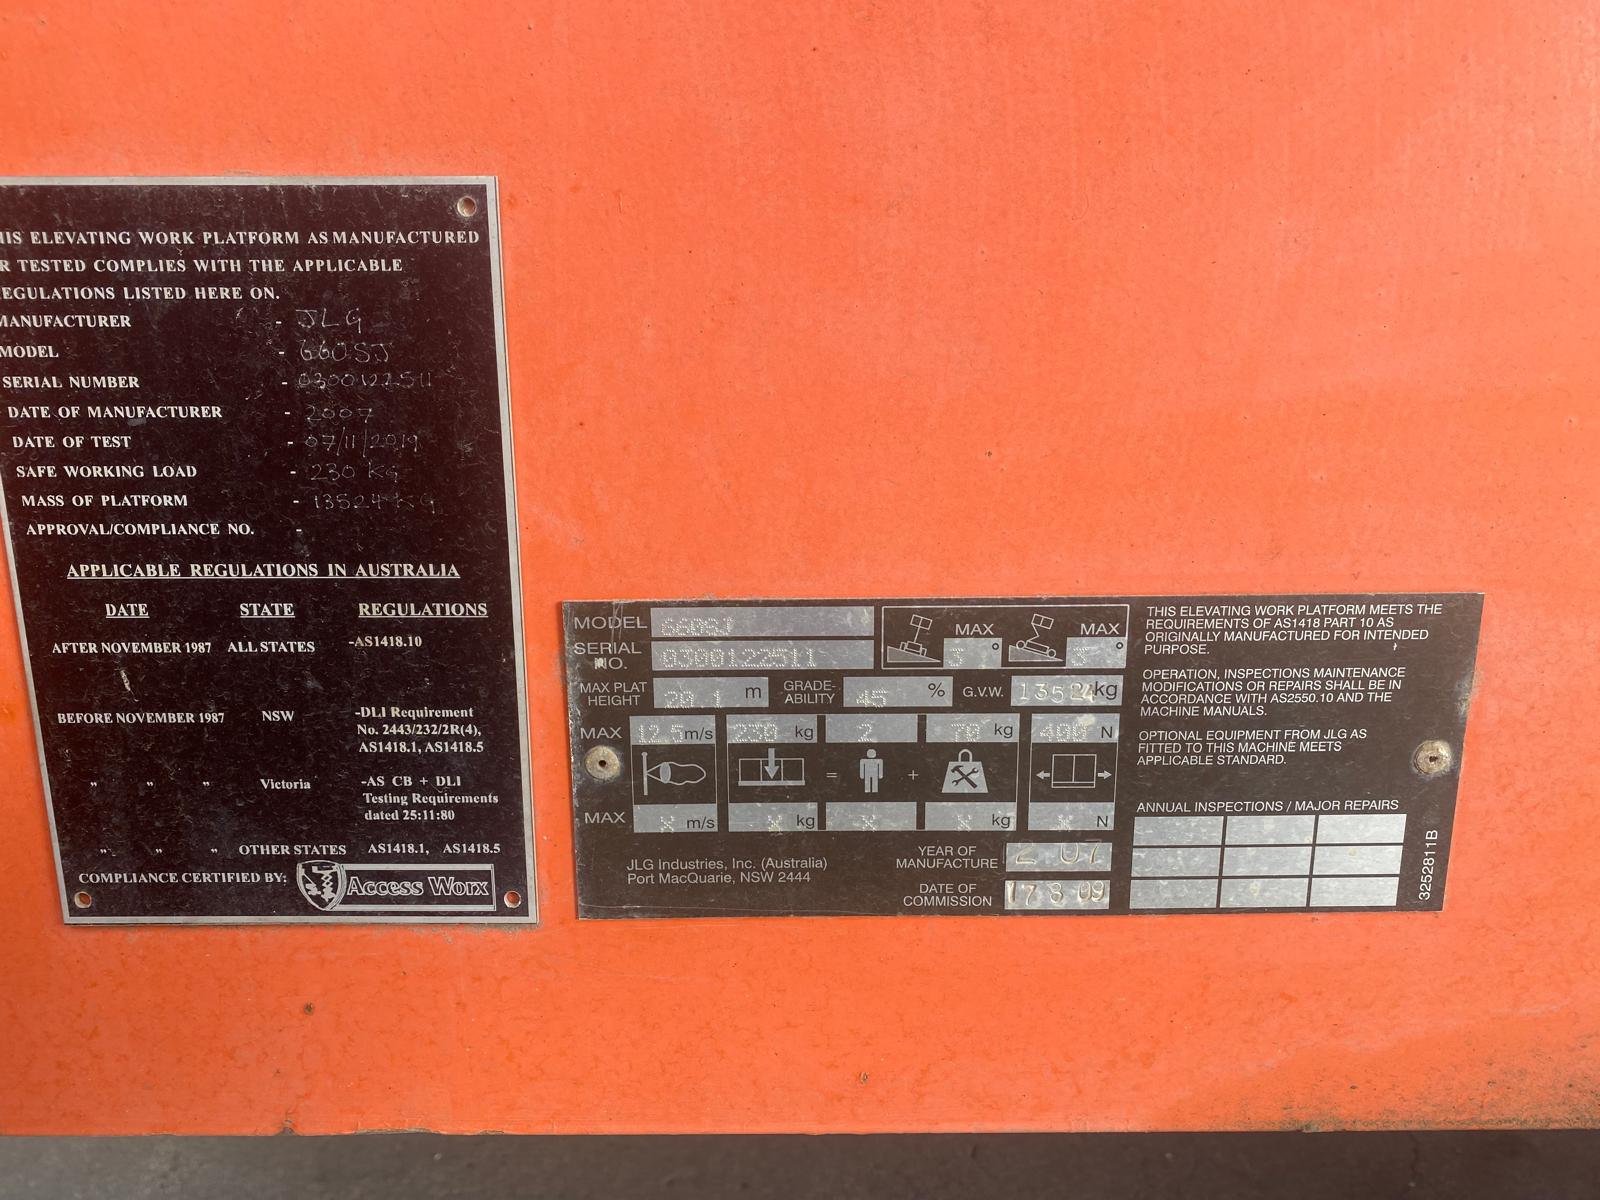 HIS ELEVATING WORK PLATFORM AS MANUFACTURED
R TESTED COMPLIES WITH THE APPLICABLE
EGULATIONS LISTED HERE ON.
MANUFACTURER - JLG
MODEL - 660SJ
SERIAL NUMBER - 0300122511
DATE OF MANUFACTURER - 2007
DATE OF TEST - 07/11/2019
SAFE WORKING LOAD - 230 KG
MASS OF PLATFORM - 13524 KG
APPROVAL/COMPLIANCE NO. -
APPLICABLE REGULATIONS IN AUSTRALIA
DATE STATE REGULATIONS
AFTER NOVEMBER 1987 ALL STATES -AS1418.10
BEFORE NOVEMBER 1987 NSW -DLI Requirement
No. 2443/232/2R(4),
AS1418.1, AS1418.5
" " " Victoria -AS CB + DLI
Testing Requirements
dated 25:11:80
" " " OTHER STATES AS1418.1, AS1418.5
COMPLIANCE CERTIFIED BY: Access Worx
MODEL 660SJ
SERIAL NO. 0300122511
MAX 3° MAX 3°
MAX PLAT HEIGHT 20.1 m GRADE-ABILITY 45 % G.V.W. 13524 kg
MAX 12.5 m/s 230 kg 2 70 kg 400 N
= +
MAX X m/s X kg X X kg X N
JLG Industries, Inc. (Australia)
Port MacQuarie, NSW 2444
YEAR OF MANUFACTURE 2 07
DATE OF COMMISSION 17 8 09
THIS ELEVATING WORK PLATFORM MEETS THE
REQUIREMENTS OF AS1418 PART 10 AS
ORIGINALLY MANUFACTURED FOR INTENDED
PURPOSE.
OPERATION, INSPECTIONS MAINTENANCE
MODIFICATIONS OR REPAIRS SHALL BE IN
ACCORDANCE WITH AS2550.10 AND THE
MACHINE MANUALS.
OPTIONAL EQUIPMENT FROM JLG AS
FITTED TO THIS MACHINE MEETS
APPLICABLE STANDARD.
ANNUAL INSPECTIONS / MAJOR REPAIRS
3252811B